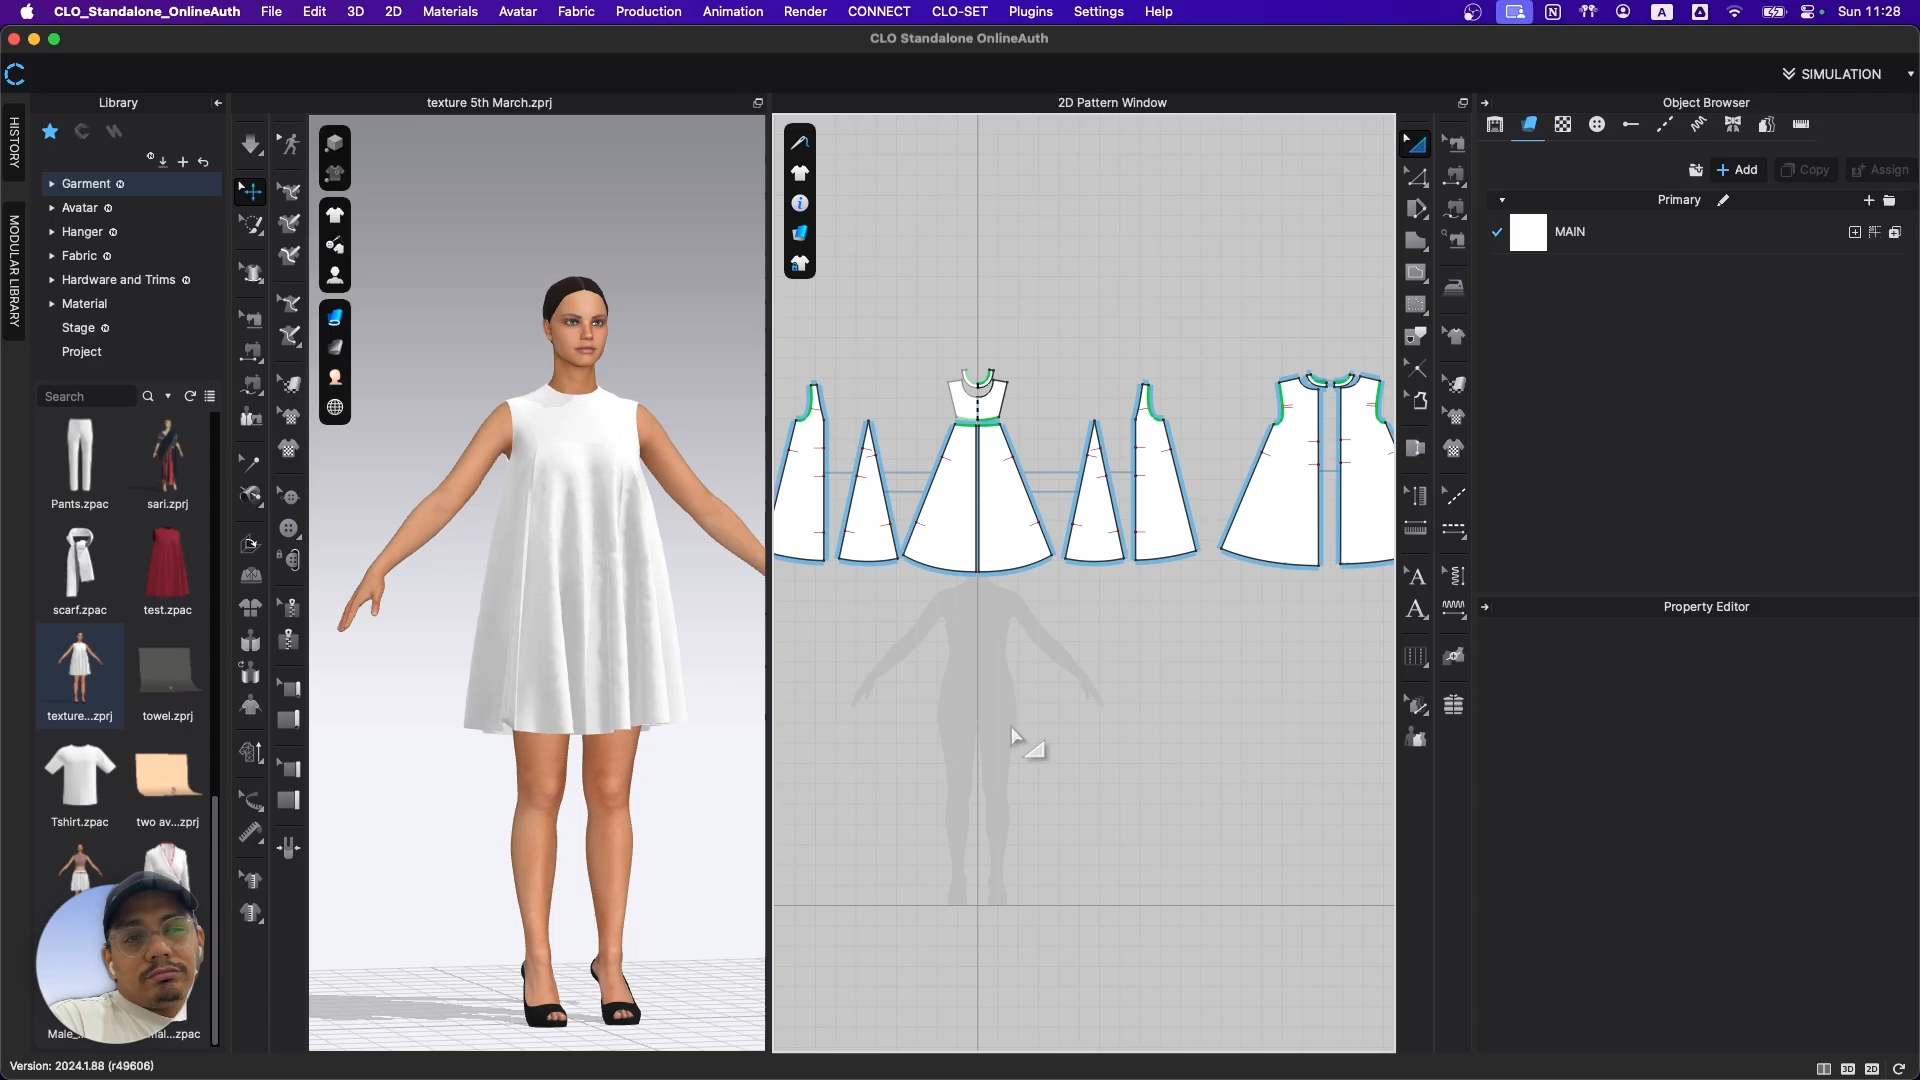 CLO_Standalone_OnlineAuth File Edit 3D 2D Materials Avatar Fabric Production Animation Render CONNECT CLO-SET Plugins Settings Help A Sun 11:28
CLO Standalone OnlineAuth
SIMULATION
Library
texture 5th March.zprj
2D Pattern Window
Object Browser
HISTORY
MODULAR LIBRARY
Garment
Avatar
Hanger
Fabric
Hardware and Trims
Material
Stage
Project
Search
Pants.zpac sari.zprj
scarf.zpac test.zpac
texture...zprj towel.zprj
Tshirt.zpac two av...zprj
Add Copy Assign
Primary
MAIN
Property Editor
Version: 2024.1.88 (r49606)
3D 2D